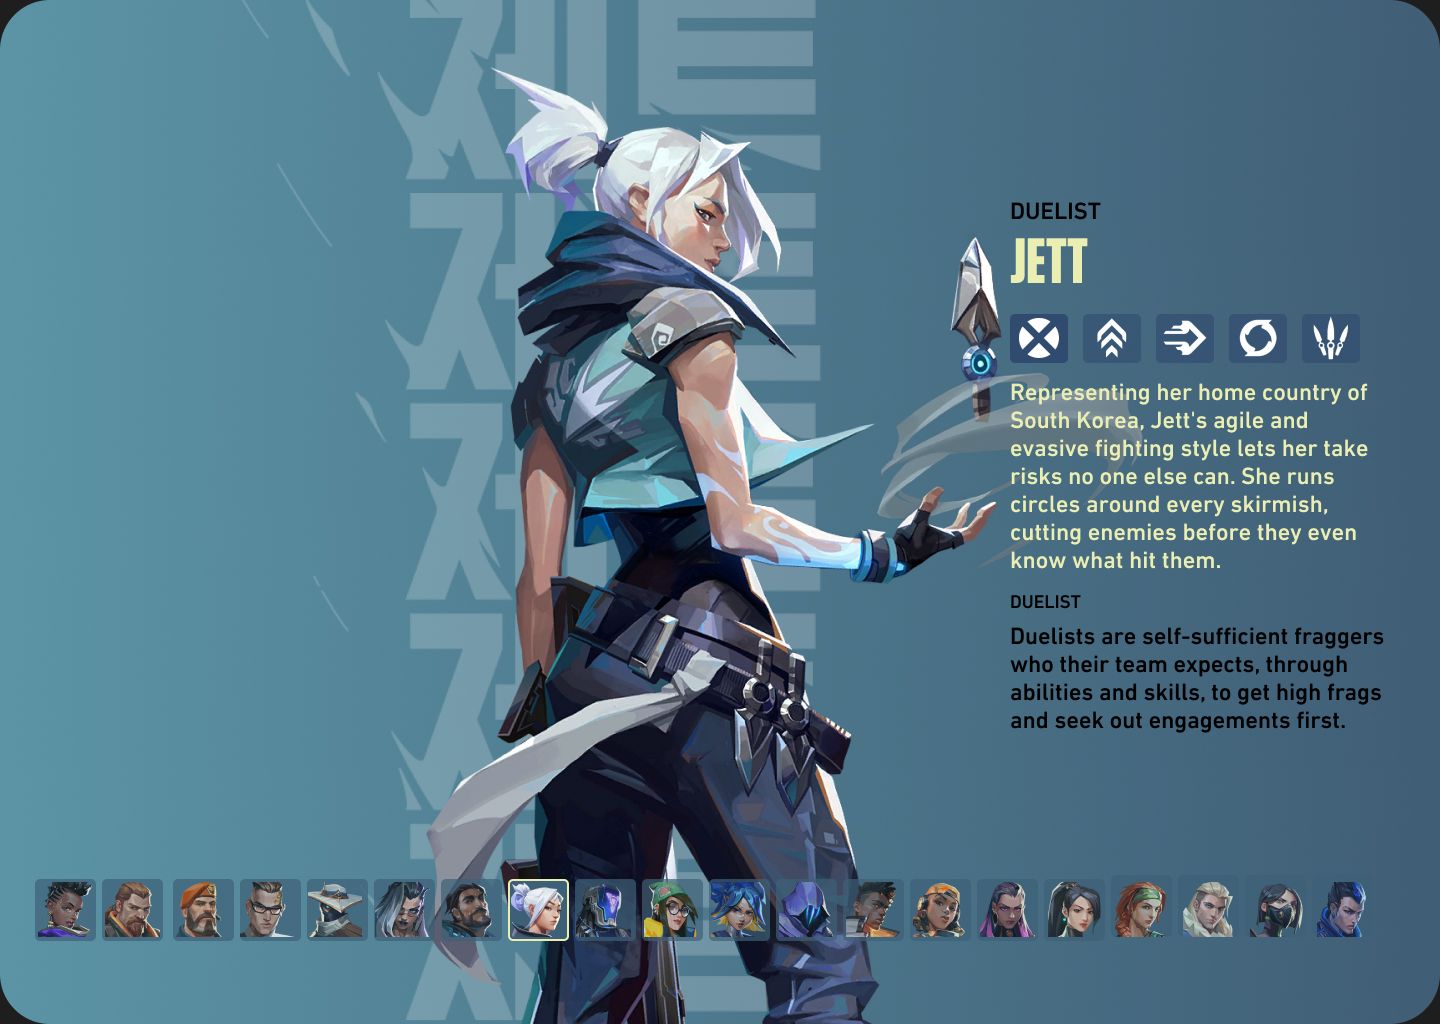 제트
DUELIST
JETT
Representing her home country of
South Korea, Jett's agile and
evasive fighting style lets her take
risks no one else can. She runs
circles around every skirmish,
cutting enemies before they even
know what hit them.
DUELIST
Duelists are self-sufficient fraggers
who their team expects, through
abilities and skills, to get high frags
and seek out engagements first.